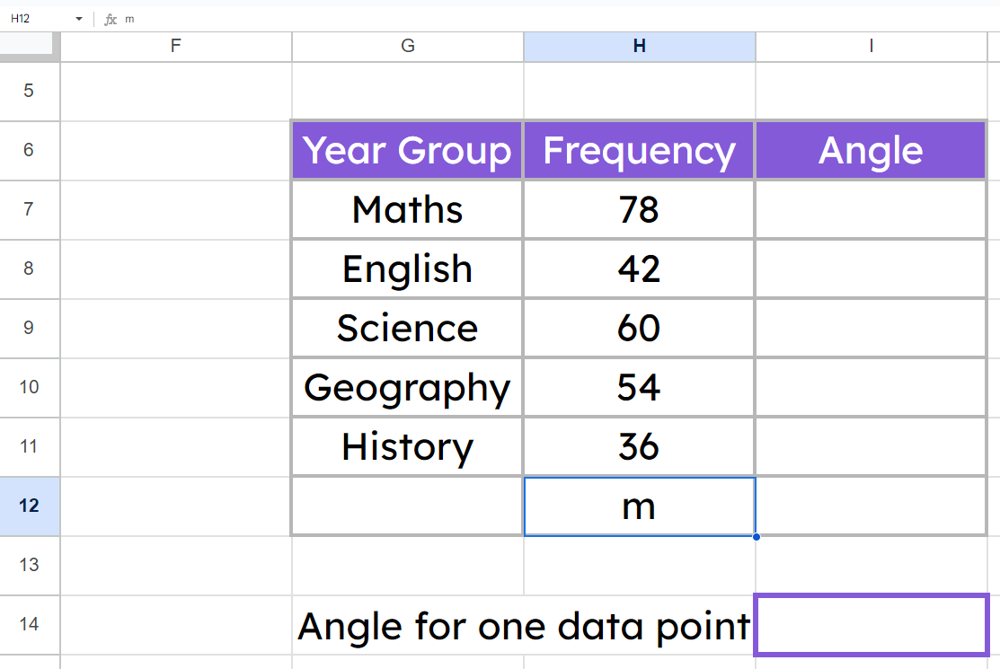 H12 fx m
F G H I
5
6 Year Group Frequency Angle
7 Maths 78
8 English 42
9 Science 60
10 Geography 54
11 History 36
12 m
13
14 Angle for one data point